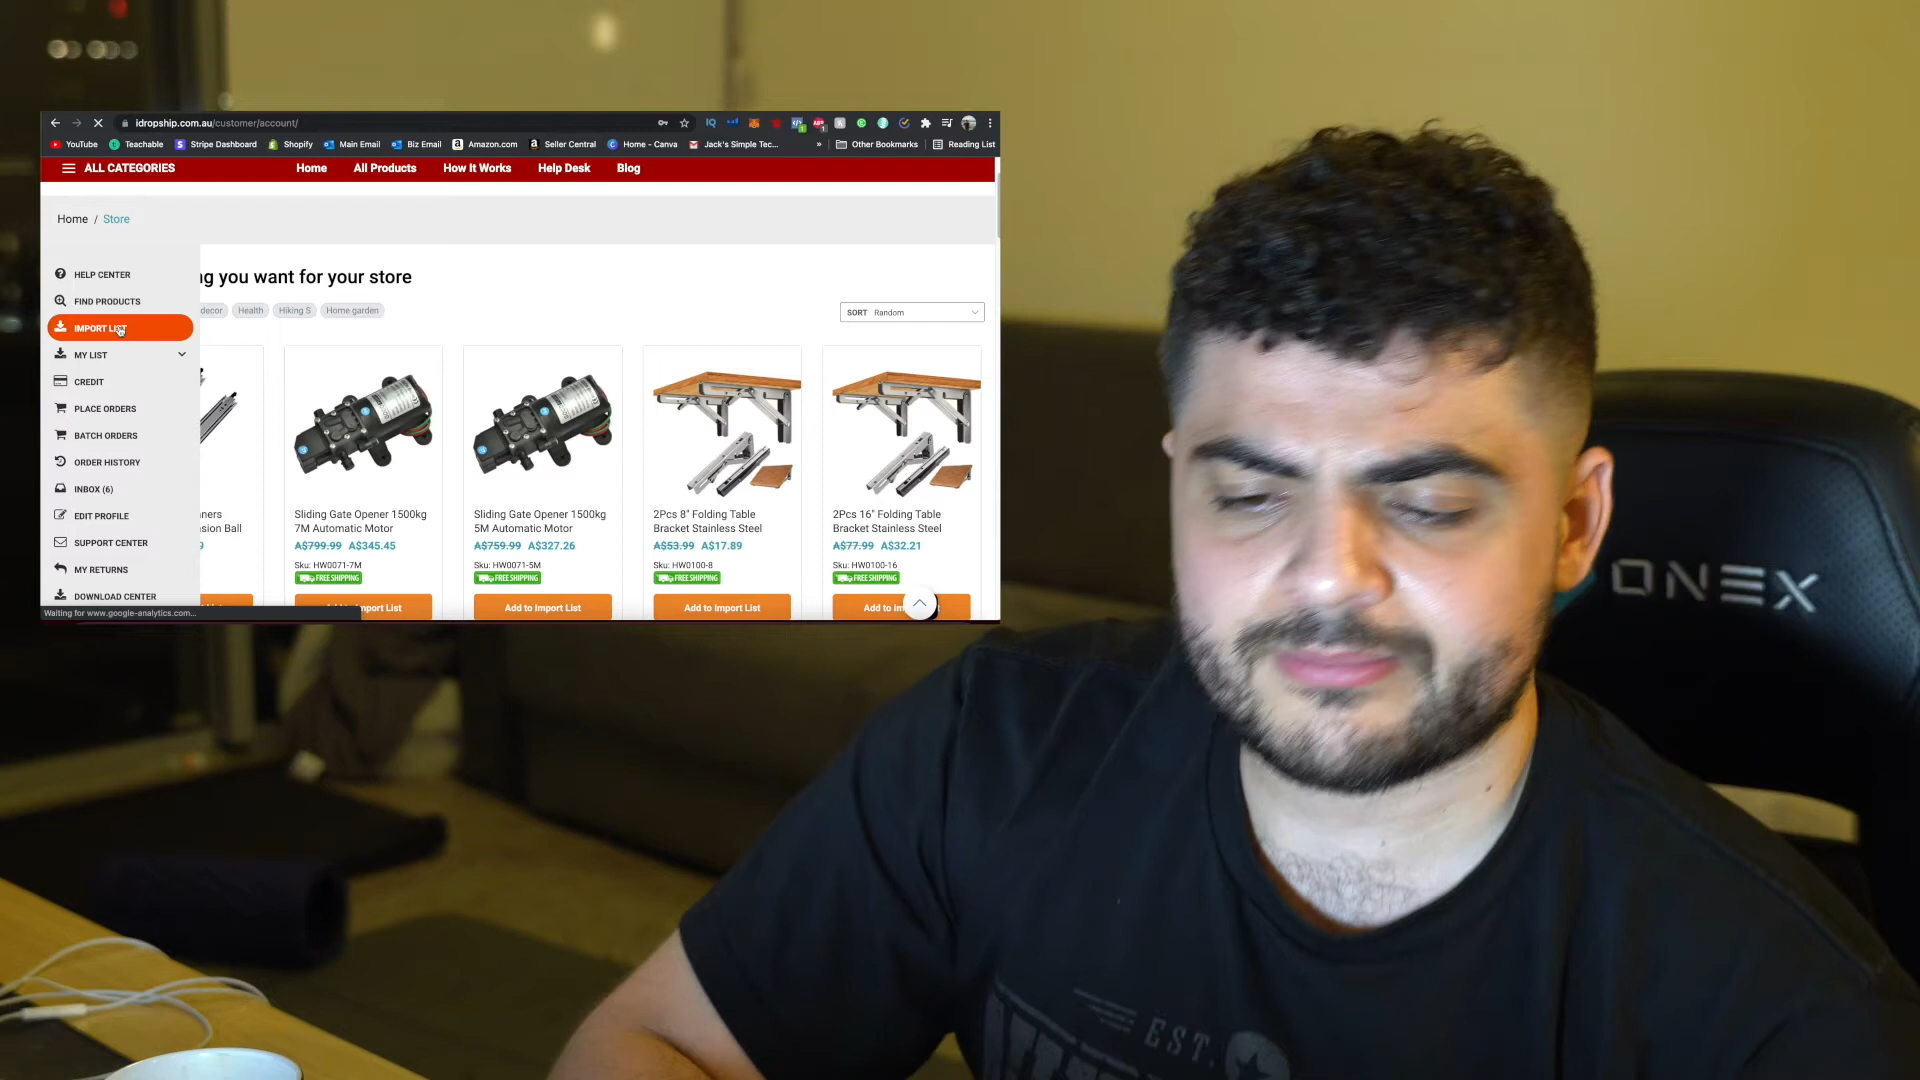 idropship.com.au/customer/account/
YouTube Teachable Stripe Dashboard Shopify Main Email Biz Email Amazon.com Seller Central Home - Canva Jack's Simple Tec... » Other Bookmarks Reading List
ALL CATEGORIES Home All Products How It Works Help Desk Blog
Home / Store
HELP CENTER
FIND PRODUCTS
IMPORT LIST
MY LIST
CREDIT
PLACE ORDERS
BATCH ORDERS
ORDER HISTORY
INBOX (6)
EDIT PROFILE
SUPPORT CENTER
MY RETURNS
DOWNLOAD CENTER
Waiting for www.google-analytics.com...
ng you want for your store
decor Health Hiking S Home garden
SORT Random
ners
sion Ball
9
Sliding Gate Opener 1500kg
7M Automatic Motor
A$799.99 A$345.45
Sku: HW0071-7M
FREE SHIPPING
Import List
Sliding Gate Opener 1500kg
5M Automatic Motor
A$759.99 A$327.26
Sku: HW0071-5M
FREE SHIPPING
Add to Import List
2Pcs 8" Folding Table
Bracket Stainless Steel
A$53.99 A$17.89
Sku: HW0100-8
FREE SHIPPING
Add to Import List
2Pcs 16" Folding Table
Bracket Stainless Steel
A$77.99 A$32.21
Sku: HW0100-16
FREE SHIPPING
Add to Im
ONEX
EST.